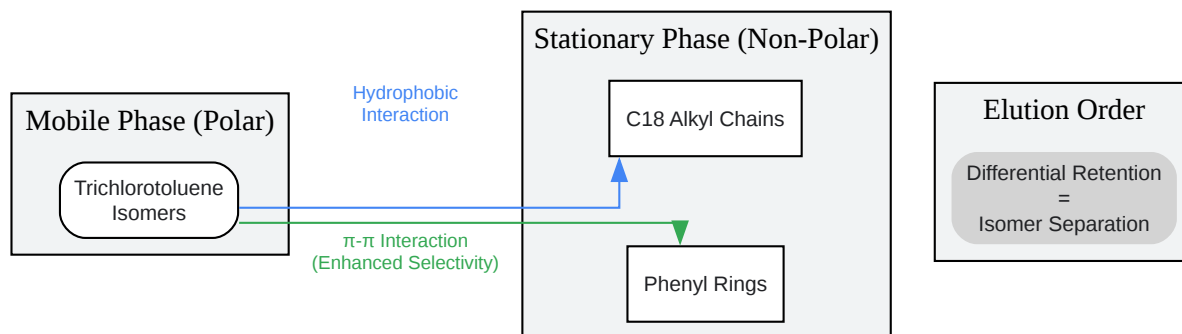 Mobile Phase (Polar)
Trichlorotoluene
Isomers
Hydrophobic
Interaction
π-π Interaction
(Enhanced Selectivity)
Stationary Phase (Non-Polar)
C18 Alkyl Chains
Phenyl Rings
Elution Order
Differential Retention
=
Isomer Separation